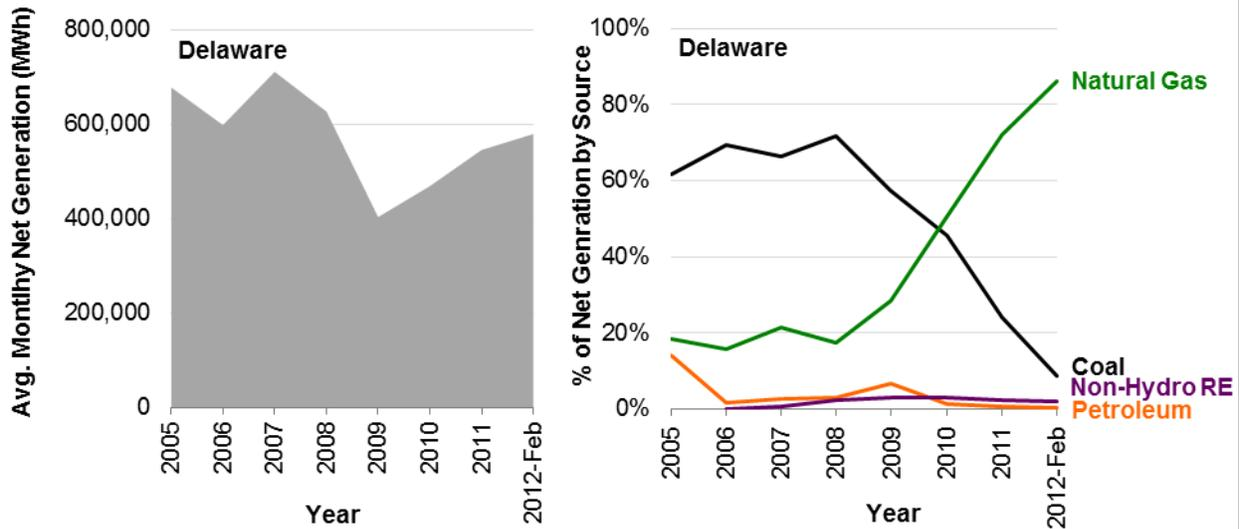 Avg. Montlhy Net Generation (MWh)
800,000
600,000
400,000
200,000
0
Delaware
2005
2006
2007
2008
2009
2010
2011
2012-Feb
Year
% of Net Genration by Source
100%
80%
60%
40%
20%
0%
Delaware
Natural Gas
Coal
Non-Hydro RE
Petroleum
2005
2006
2007
2008
2009
2010
2011
2012-Feb
Year